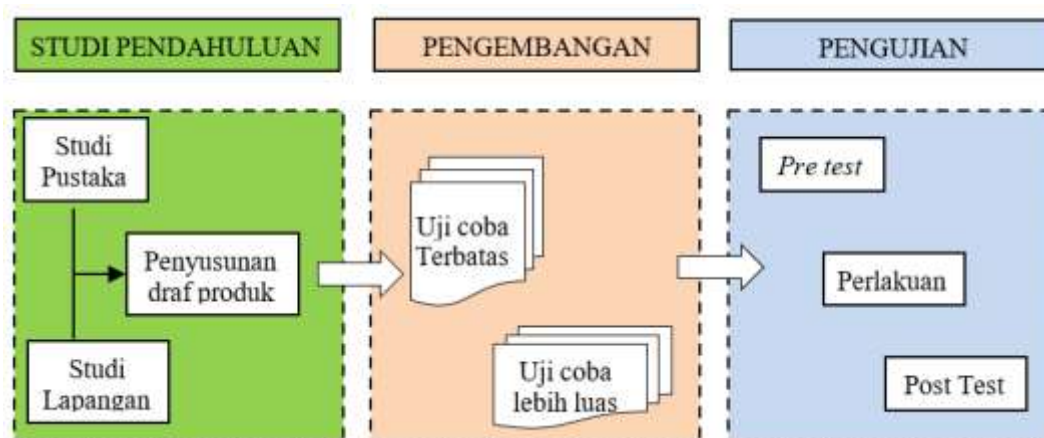 STUDI PENDAHULUAN
PENGEMBANGAN
PENGUJIAN
Studi
Pustaka
Penyusunan
draf produk
Studi
Lapangan
Uji coba
Terbatas
Uji coba
lebih luas
Pre test
Perlakuan
Post Test